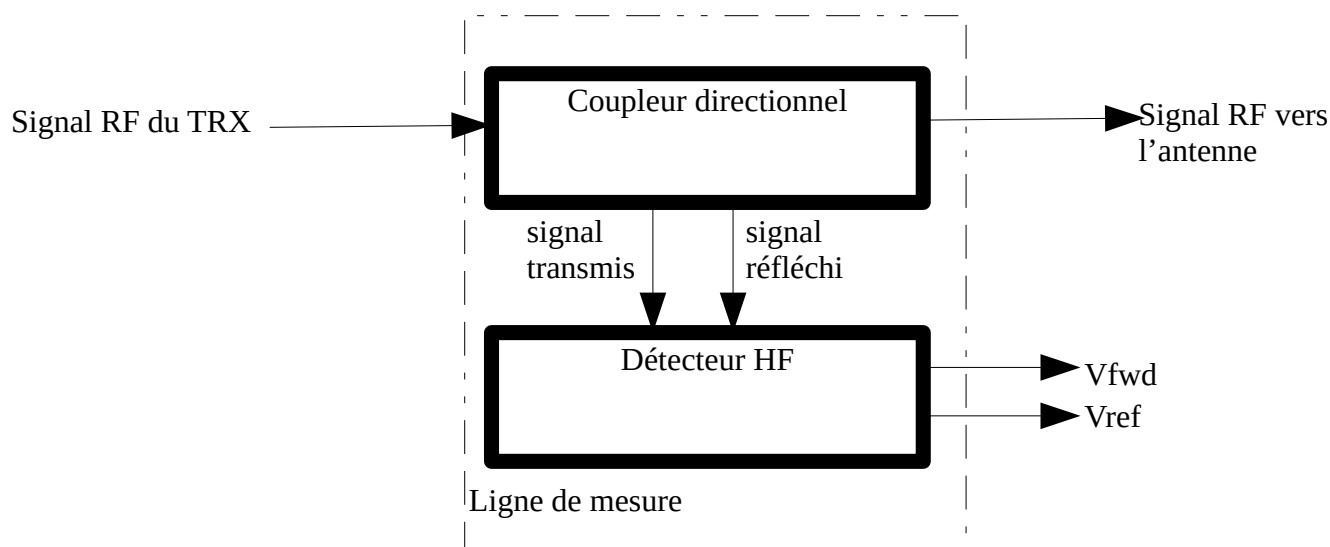 Coupleur directionnel
Signal RF du TRX
Signal RF vers
l’antenne
signal
transmis
signal
réfléchi
Détecteur HF
Vfwd
Vref
Ligne de mesure